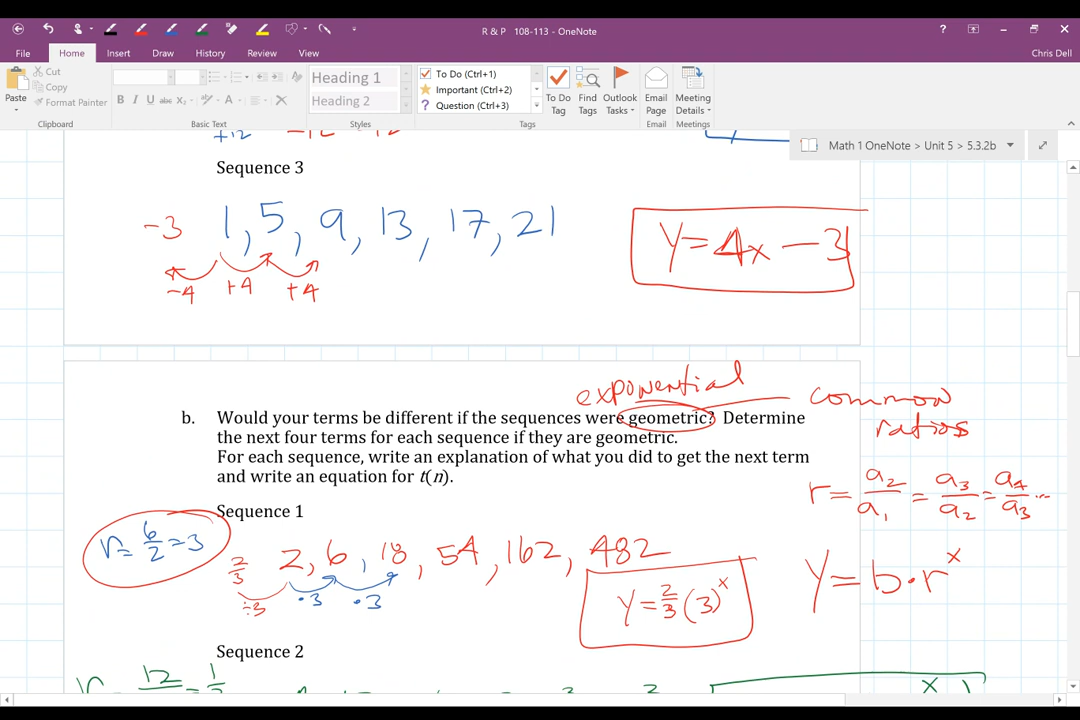 R & P 108-113 - OneNote
Chris Dell
File Home Insert Draw History Review View
Paste
Cut
Copy
Format Painter
Clipboard
B I U abc X₂ A
Basic Text
Heading 1
Heading 2
Styles
To Do (Ctrl+1)
Important (Ctrl+2)
Question (Ctrl+3)
To Do Tag
Find Tags
Outlook Tasks
Tags
Email Page
Email
Meeting Details
Meetings
Math 1 OneNote > Unit 5 > 5.3.2b
Sequence 3
-3 1, 5, 9, 13, 17, 21
-4 +4 +4
Y=4x-3
exponential
b. Would your terms be different if the sequences were geometric? Determine
the next four terms for each sequence if they are geometric.
For each sequence, write an explanation of what you did to get the next term
and write an equation for t(n).
common
ratios
r = a₂/a₁ = a₃/a₂ = a₄/a₃ ...
Sequence 1
r = 6/2 = 3
2/3 2, 6, 18, 54, 162, 482
÷3 ·3 ·3
y = 2/3 (3)^x
y = b·r^x
Sequence 2